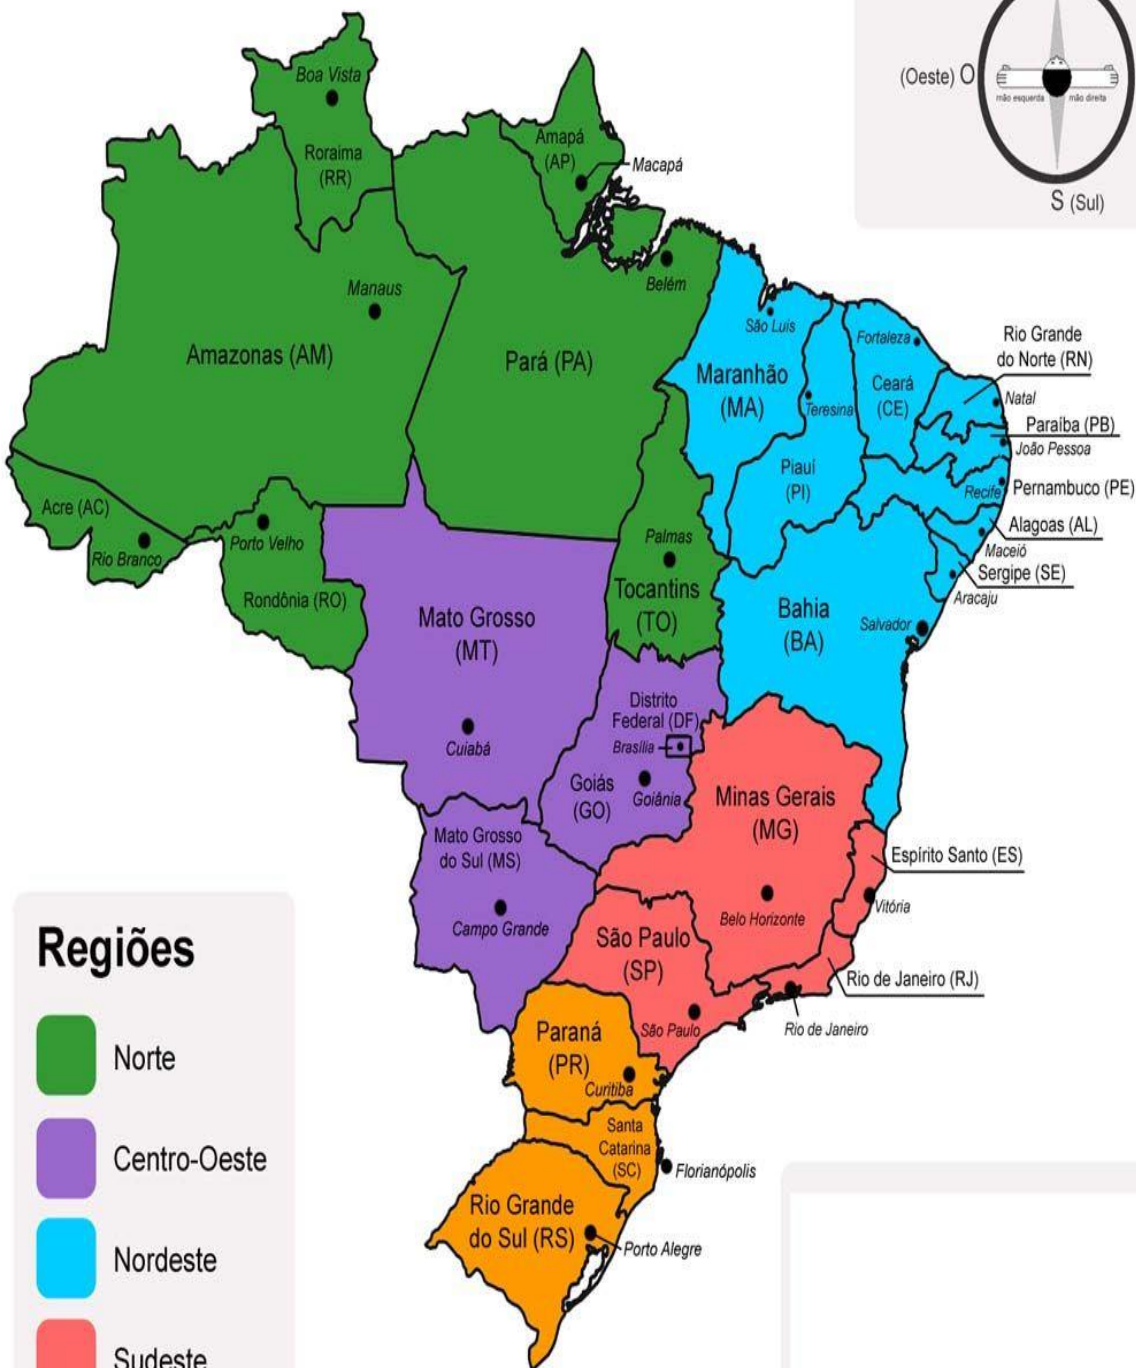 (Oeste) O
mão esquerda
mão direita
S (Sul)
Boa Vista
Roraima
(RR)
Amapá
(AP)
Macapá
Belém
Manaus
Amazonas (AM)
Pará (PA)
São Luis
Maranhão
(MA)
Teresina
Piauí
(PI)
Fortaleza
Ceará
(CE)
Rio Grande
do Norte (RN)
Natal
Paraíba (PB)
João Pessoa
Recife
Pernambuco (PE)
Alagoas (AL)
Maceió
Sergipe (SE)
Aracaju
Acre (AC)
Rio Branco
Porto Velho
Rondônia (RO)
Palmas
Tocantins
(TO)
Mato Grosso
(MT)
Cuiabá
Bahia
(BA)
Salvador
Distrito
Federal (DF)
Brasília
Goiás
(GO)
Goiânia
Minas Gerais
(MG)
Belo Horizonte
Espírito Santo (ES)
Vitória
Mato Grosso
do Sul (MS)
Campo Grande
São Paulo
(SP)
São Paulo
Rio de Janeiro (RJ)
Rio de Janeiro
Paraná
(PR)
Curitiba
Santa
Catarina
(SC)
Florianópolis
Rio Grande
do Sul (RS)
Porto Alegre
Regiões
Norte
Centro-Oeste
Nordeste
Sudeste